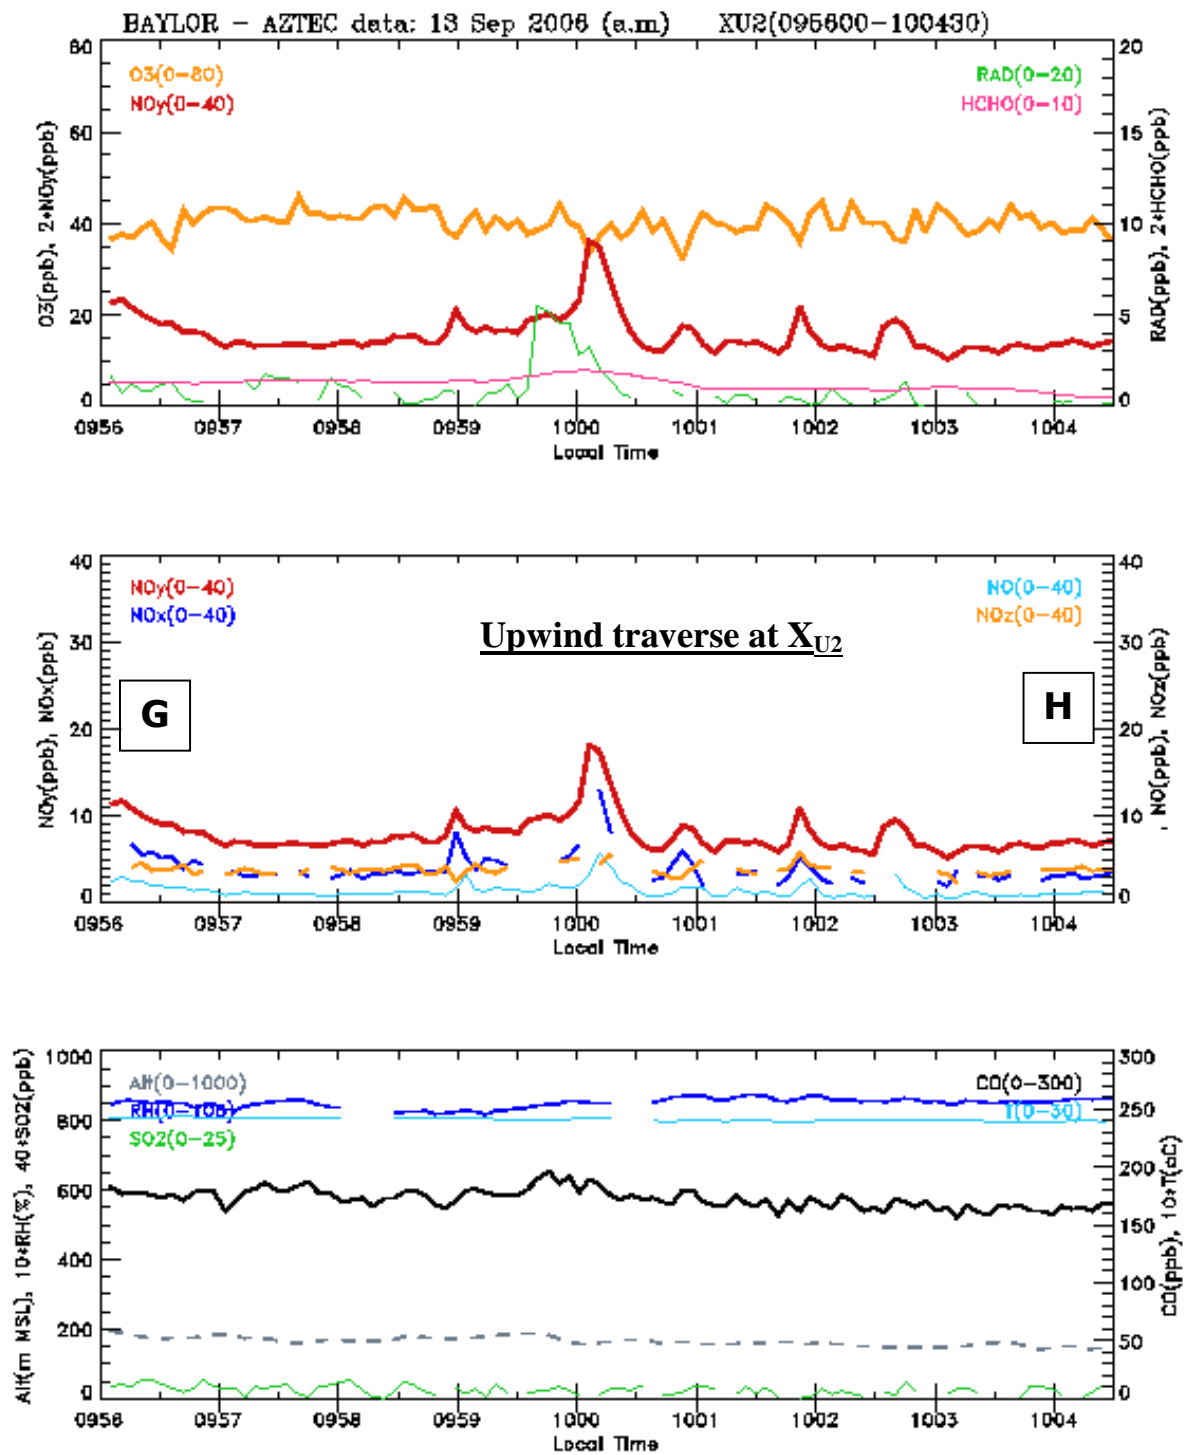 BAYLOR - AZTEC data: 13 Sep 2006 (a.m) XU2(095600-100430)
80 20
O3(0-80) RAD(0-20)
NOy(0-40) HCHO(0-10)
60 15
40 10
20 5
0 0
O3(ppb), 2*NOy(ppb)
RAD(ppb), 2*HCHO(ppb)
0956 0957 0958 0959 1000 1001 1002 1003 1004
Local Time
40 40
NOy(0-40) NO(0-40)
NOx(0-40) NOz(0-40)
Upwind traverse at XU2
30 30
G H
20 20
10 10
0 0
NOy(ppb), NOx(ppb)
, NO(ppb), NOz(ppb)
0956 0957 0958 0959 1000 1001 1002 1003 1004
Local Time
1000 300
Alt(0-1000) CO(0-300)
RH(0-100) T(0-30)
800 250
SO2(0-25)
200
600
150
400
100
200 50
0 0
Alt(m MSL), 10*RH(%), 40*SO2(ppb)
CO(ppb), 10*T(oC)
0956 0957 0958 0959 1000 1001 1002 1003 1004
Local Time